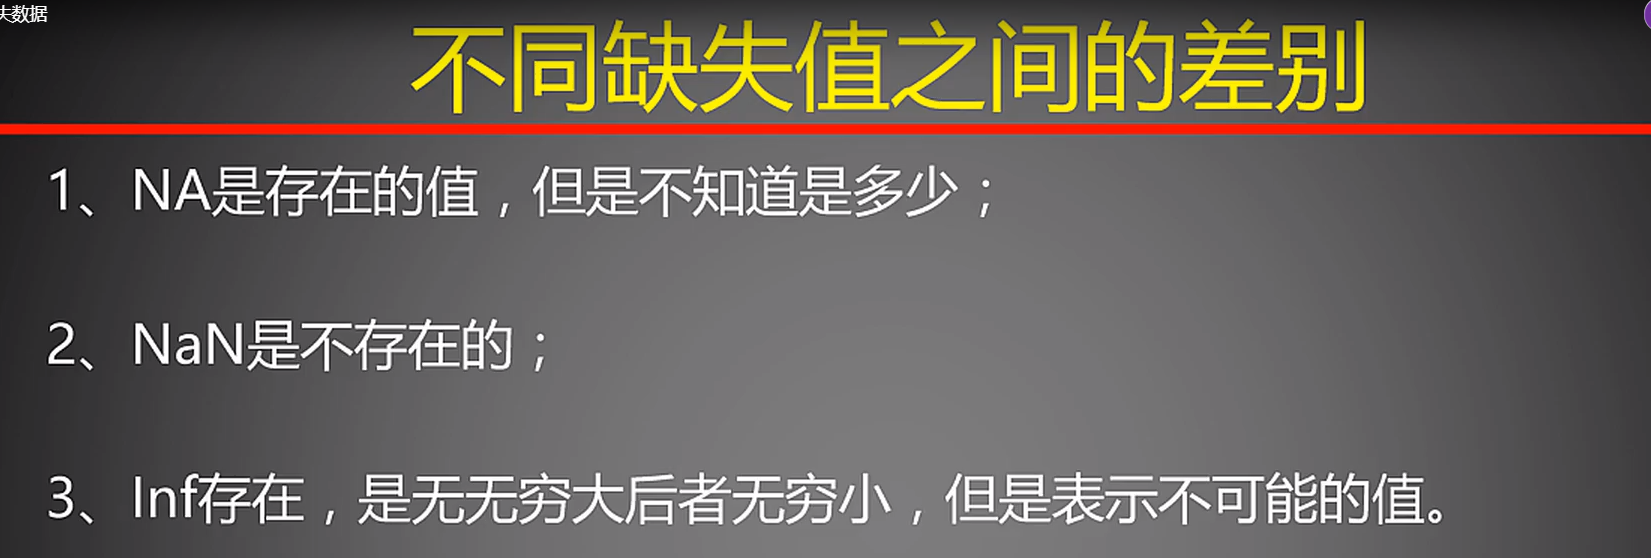 失数据
不同缺失值之间的差别
1、NA是存在的值，但是不知道是多少；
2、NaN是不存在的；
3、Inf存在，是无无穷大后者无穷小，但是表示不可能的值。